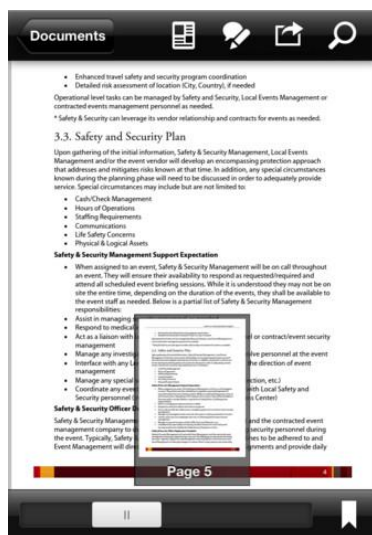 Documents
• Enhanced travel safety and security program coordination
• Detailed risk assessment of location (City, Country), if needed
Operational level tasks can be managed by Safety and Security, Local Events Management or
contracted events management personnel as needed.
* Safety & Security can leverage its vendor relationship and contracts for events as needed.
3.3. Safety and Security Plan
Upon gathering of the initial information, Safety & Security Management, Local Events
Management and/or the event vendor will develop an encompassing protection approach
that addresses and mitigates risks known at that time. In addition, any special circumstances
known during the planning phase will need to be discussed in order to adequately provide
service. Special circumstances may include but are not limited to:
• Cash/Check Management
• Hours of Operations
• Staffing Requirements
• Communications
• Life Safety Concerns
• Physical & Logical Assets
Safety & Security Management Support Expectation
• When assigned to an event, Safety & Security Management will be on call throughout
an event. They will ensure their availability to respond as requested/required and
attend all scheduled event briefing sessions. While it is understood they may not be on
site the entire time, depending on the duration of the events, they shall be available to
the event staff as needed. Below is a partial list of Safety & Security Management
responsibilities:
• Assist in managing
• Respond to medical
• Act as a liaison with el or contract/event security
management
• Manage any investig olve personnel at the event
• Interface with any La the direction of event
management
• Manage any special ction, etc.)
• Coordinate any even with Local Safety and
Security personnel ss Center)
Safety & Security Officer D
Safety & Security Manage and the contracted event
management company to d security personnel during
the event. Typically, Safety & ries to be adhered to and
Event Management will dire gnments and provide daily
Page 5
4